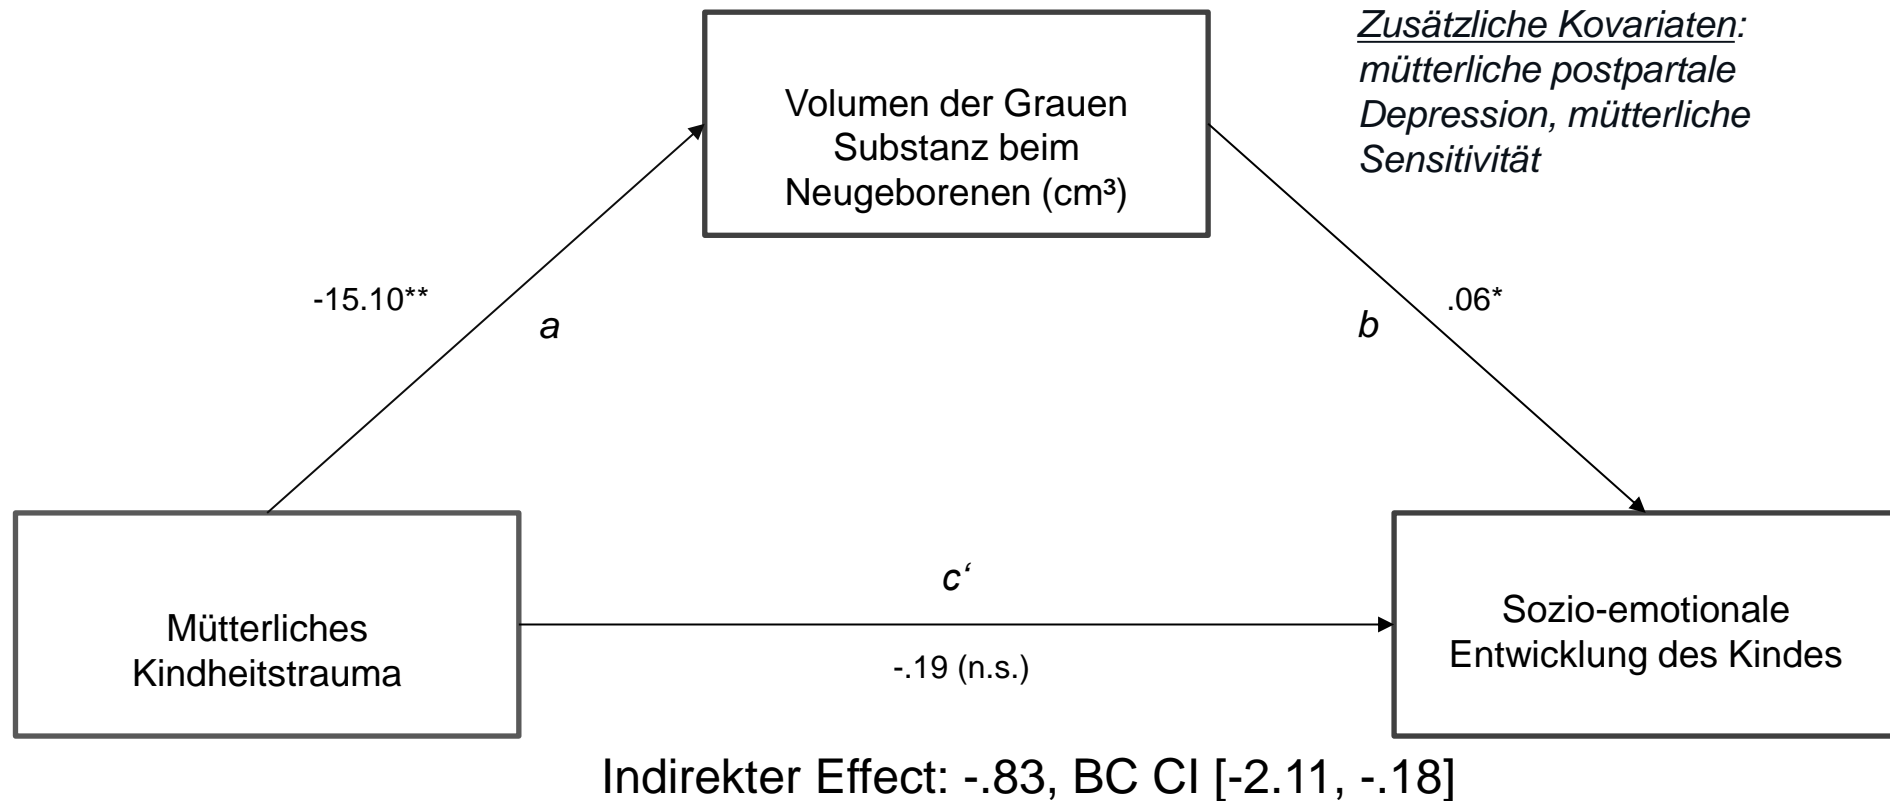 Zusätzliche Kovariaten:
mütterliche postpartale
Depression, mütterliche
Sensitivität
Volumen der Grauen
Substanz beim
Neugeborenen (cm³)
-15.10**
a
b
.06*
Mütterliches
Kindheitstrauma
c‘
-.19 (n.s.)
Sozio-emotionale
Entwicklung des Kindes
Indirekter Effect: -.83, BC CI [-2.11, -.18]